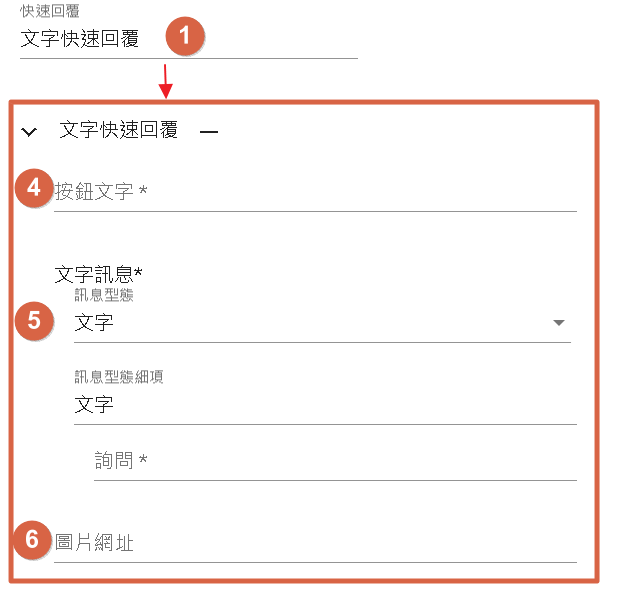 快速回覆
文字快速回覆 1
文字快速回覆
4 按鈕文字 *
文字訊息*
訊息型態
5 文字
訊息型態細項
文字
詢問 *
6 圖片網址